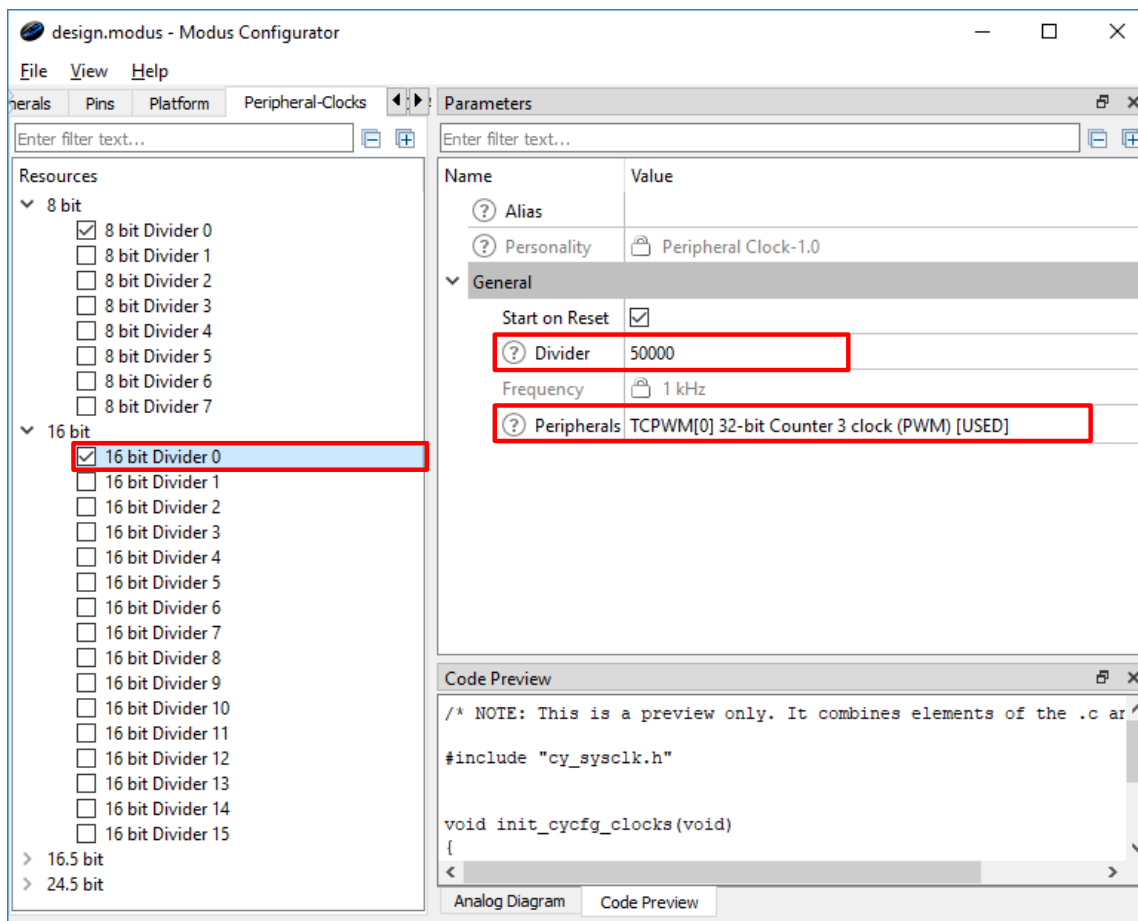 design.modus - Modus Configurator
File View Help
herals Pins Platform Peripheral-Clocks
Enter filter text...
Resources
8 bit
8 bit Divider 0
8 bit Divider 1
8 bit Divider 2
8 bit Divider 3
8 bit Divider 4
8 bit Divider 5
8 bit Divider 6
8 bit Divider 7
16 bit
16 bit Divider 0
16 bit Divider 1
16 bit Divider 2
16 bit Divider 3
16 bit Divider 4
16 bit Divider 5
16 bit Divider 6
16 bit Divider 7
16 bit Divider 8
16 bit Divider 9
16 bit Divider 10
16 bit Divider 11
16 bit Divider 12
16 bit Divider 13
16 bit Divider 14
16 bit Divider 15
16.5 bit
24.5 bit
Parameters
Enter filter text...
Name Value
? Alias
? Personality Peripheral Clock-1.0
General
Start on Reset
? Divider 50000
Frequency 1 kHz
? Peripherals TCPWM[0] 32-bit Counter 3 clock (PWM) [USED]
Code Preview
/* NOTE: This is a preview only. It combines elements of the .c ar
#include "cy_sysclk.h"
void init_cycfg_clocks(void)
{
Analog Diagram Code Preview